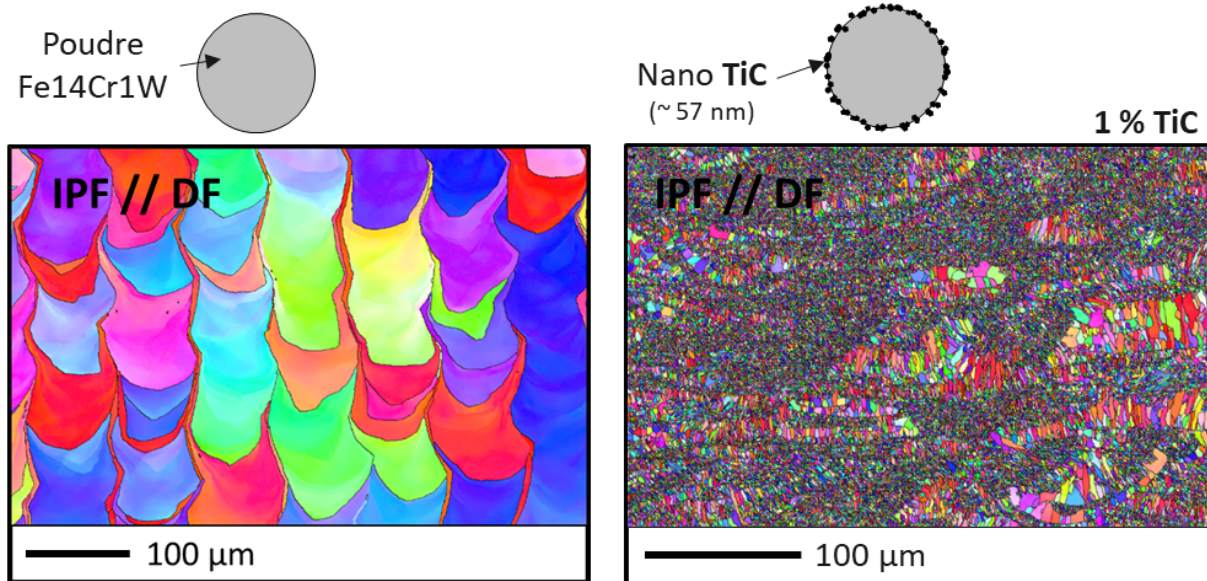 Poudre
Fe14Cr1W
Nano TiC
(~ 57 nm)
1 % TiC
IPF // DF
IPF // DF
100 µm
100 µm